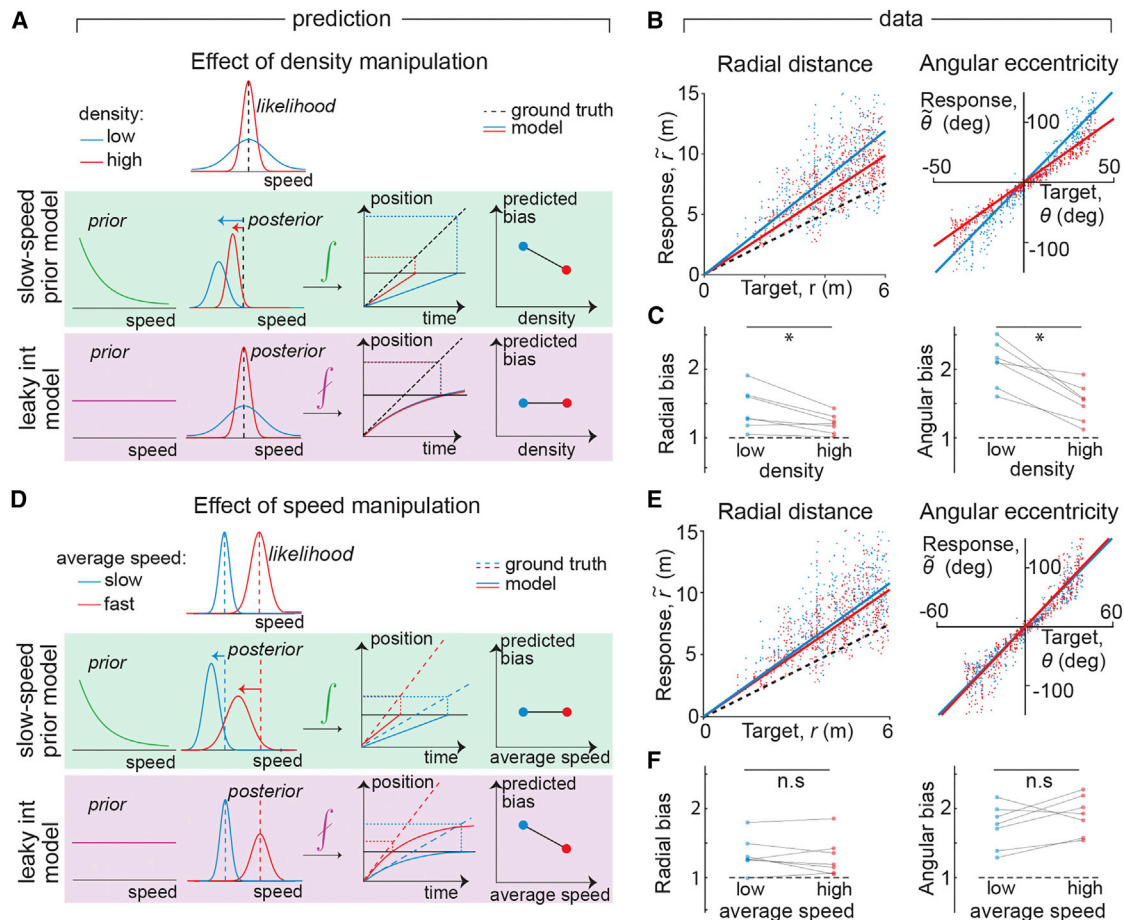 A
prediction
Effect of density manipulation
density:
low
high
likelihood
speed
ground truth
model
slow-speed
prior model
prior
speed
posterior
speed
∫
position
time
predicted
bias
density
leaky int
model
prior
speed
posterior
speed
∫
position
time
predicted
bias
density
B
data
Radial distance
Response, r̃ (m)
15
10
5
0
Target, r (m)
6
Angular eccentricity
Response,
θ̃ (deg)
100
-50
50
Target,
θ (deg)
-100
C
Radial bias
2
1
*
low
high
density
Angular bias
2
1
*
low
high
density
D
Effect of speed manipulation
average speed:
slow
fast
likelihood
speed
ground truth
model
slow-speed
prior model
prior
speed
posterior
speed
∫
position
time
predicted
bias
average speed
leaky int
model
prior
speed
posterior
speed
∫
position
time
predicted
bias
average speed
E
Radial distance
Response, r̃ (m)
15
10
5
0
Target, r (m)
6
Angular eccentricity
Response,
θ̃ (deg)
100
-60
60
Target,
θ (deg)
-100
F
Radial bias
2
1
n.s
low
high
average speed
Angular bias
2
1
n.s
low
high
average speed